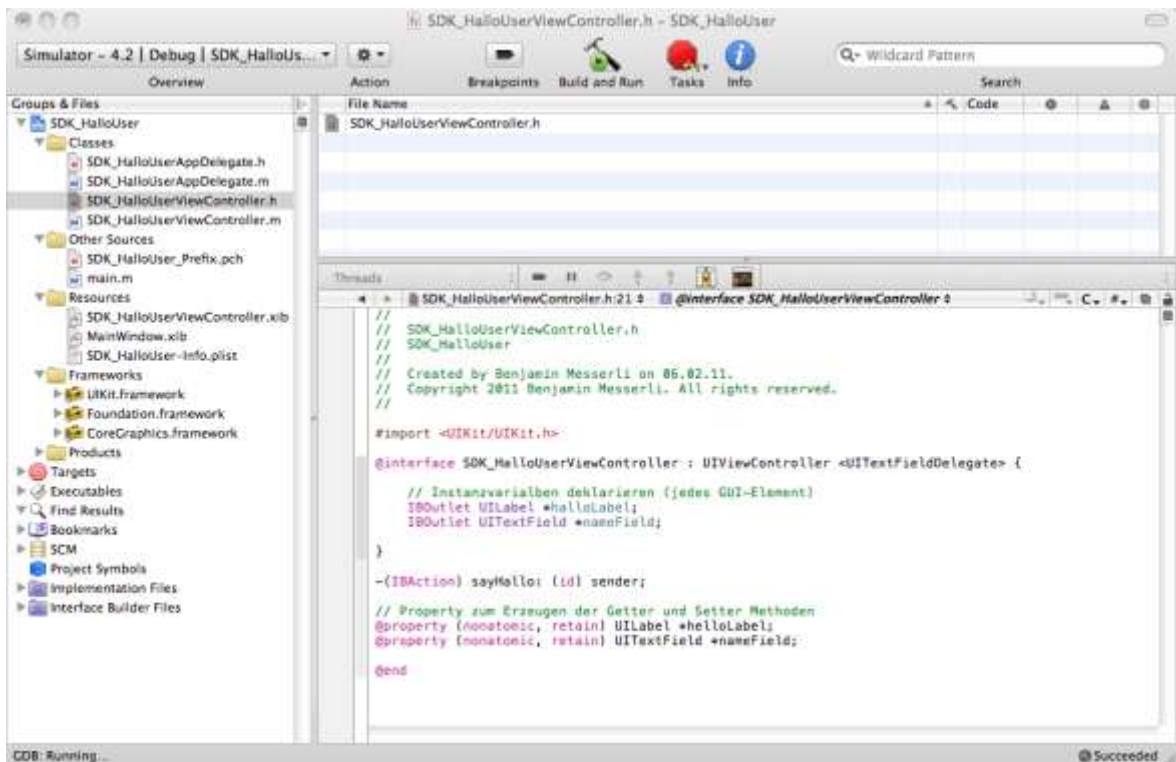 SDK_HalloUserViewController.h - SDK_HalloUser
Simulator - 4.2 | Debug | SDK_HalloUs...
Overview
Action
Breakpoints
Build and Run
Tasks
Info
Q- Wildcard Pattern
Search
Groups & Files
SDK_HalloUser
Classes
SDK_HalloUserAppDelegate.h
SDK_HalloUserAppDelegate.m
SDK_HalloUserViewController.h
SDK_HalloUserViewController.m
Other Sources
SDK_HalloUser_Prefix.pch
main.m
Resources
SDK_HalloUserViewController.xib
MainWindow.xib
SDK_HalloUser-Info.plist
Frameworks
UIKit.framework
Foundation.framework
CoreGraphics.framework
Products
Targets
Executables
Find Results
Bookmarks
SCM
Project Symbols
Implementation Files
Interface Builder Files
File Name
Code
SDK_HalloUserViewController.h
Threads
SDK_HalloUserViewController.h:21
@interface SDK_HalloUserViewController
C
#
//
// SDK_HalloUserViewController.h
// SDK_HalloUser
//
// Created by Benjamin Messerli on 06.02.11.
// Copyright 2011 Benjamin Messerli. All rights reserved.
//
#import <UIKit/UIKit.h>
@interface SDK_HalloUserViewController : UIViewController <UITextFieldDelegate> {
// Instanzvarialben deklarieren (jedes GUI-Element)
IBOutlet UILabel *halloLabel;
IBOutlet UITextField *nameField;
}
-(IBAction) sayHallo: (id) sender;
// Property zum Erzeugen der Getter und Setter Methoden
@property (nonatomic, retain) UILabel *helloLabel;
@property (nonatomic, retain) UITextField *nameField;
@end
GDB: Running...
Succeeded